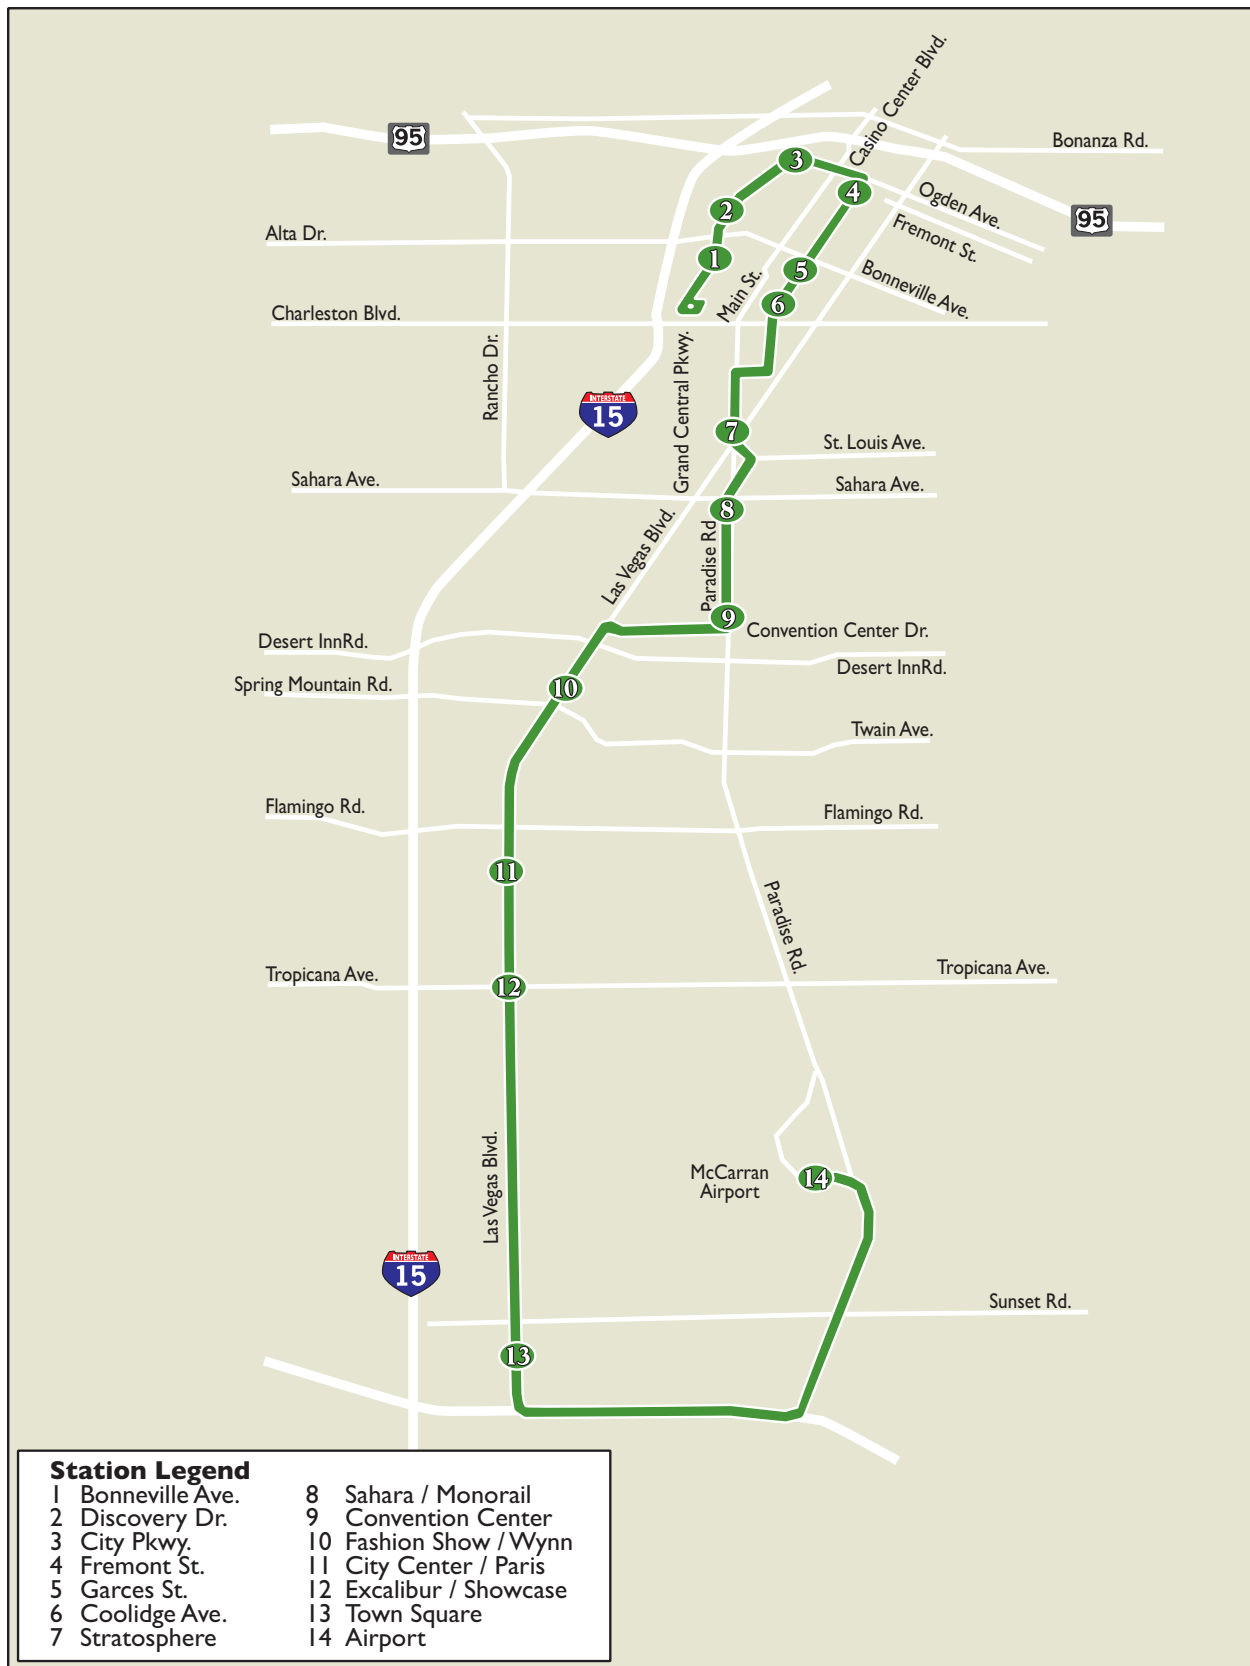 Casino Center Blvd.
95
Bonanza Rd.
3
4
Ogden Ave.
2
95
Fremont St.
Alta Dr.
1
5
Bonneville Ave.
Main St.
6
Charleston Blvd.
Rancho Dr.
Grand Central Pkwy.
INTERSTATE
15
7
St. Louis Ave.
Sahara Ave.
Sahara Ave.
8
Las Vegas Blvd.
Paradise Rd
9
Convention Center Dr.
Desert InnRd.
Desert InnRd.
Spring Mountain Rd.
10
Twain Ave.
Flamingo Rd.
Flamingo Rd.
11
Paradise Rd.
Tropicana Ave.
Tropicana Ave.
12
Las Vegas Blvd.
McCarran
Airport
14
INTERSTATE
15
Sunset Rd.
13
Station Legend
1 Bonneville Ave.
2 Discovery Dr.
3 City Pkwy.
4 Fremont St.
5 Garces St.
6 Coolidge Ave.
7 Stratosphere
8 Sahara / Monorail
9 Convention Center
10 Fashion Show / Wynn
11 City Center / Paris
12 Excalibur / Showcase
13 Town Square
14 Airport